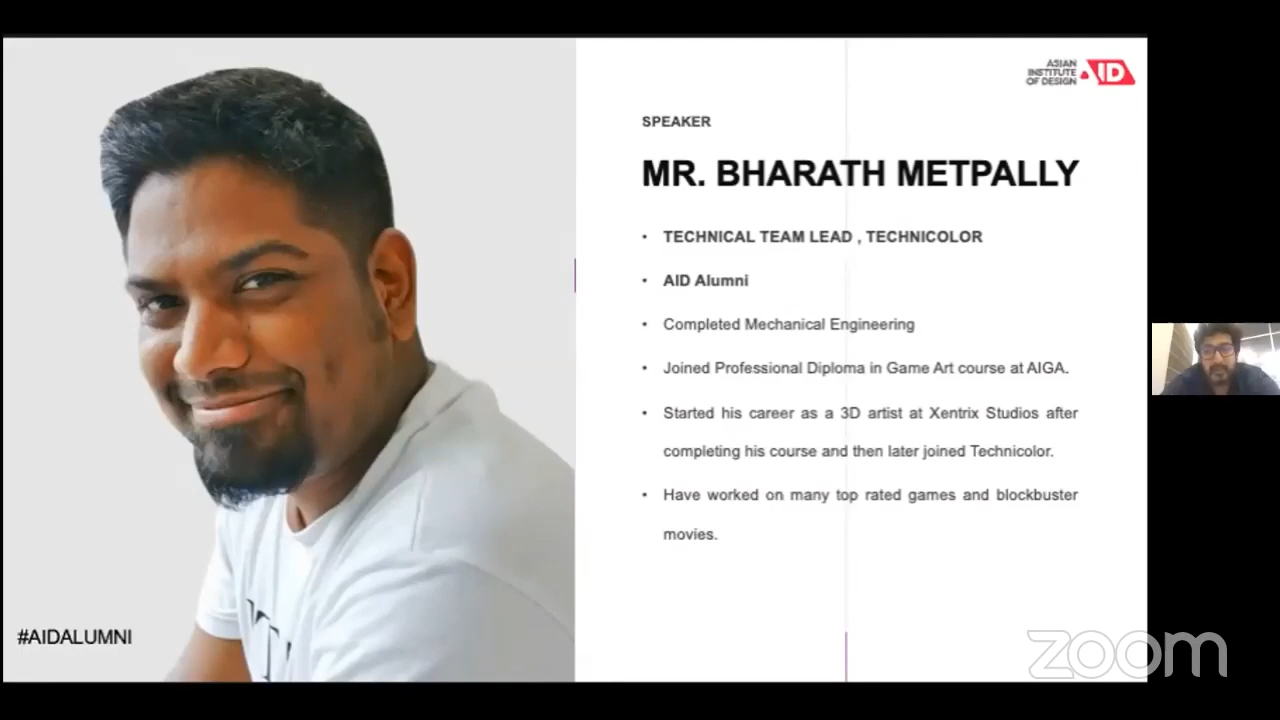 ASIAN
INSTITUTE
OF DESIGN
AID
SPEAKER
MR. BHARATH METPALLY
• TECHNICAL TEAM LEAD , TECHNICOLOR
• AID Alumni
• Completed Mechanical Engineering
• Joined Professional Diploma in Game Art course at AIGA.
• Started his career as a 3D artist at Xentrix Studios after
completing his course and then later joined Technicolor.
• Have worked on many top rated games and blockbuster
movies.
#AIDALUMNI
zoom